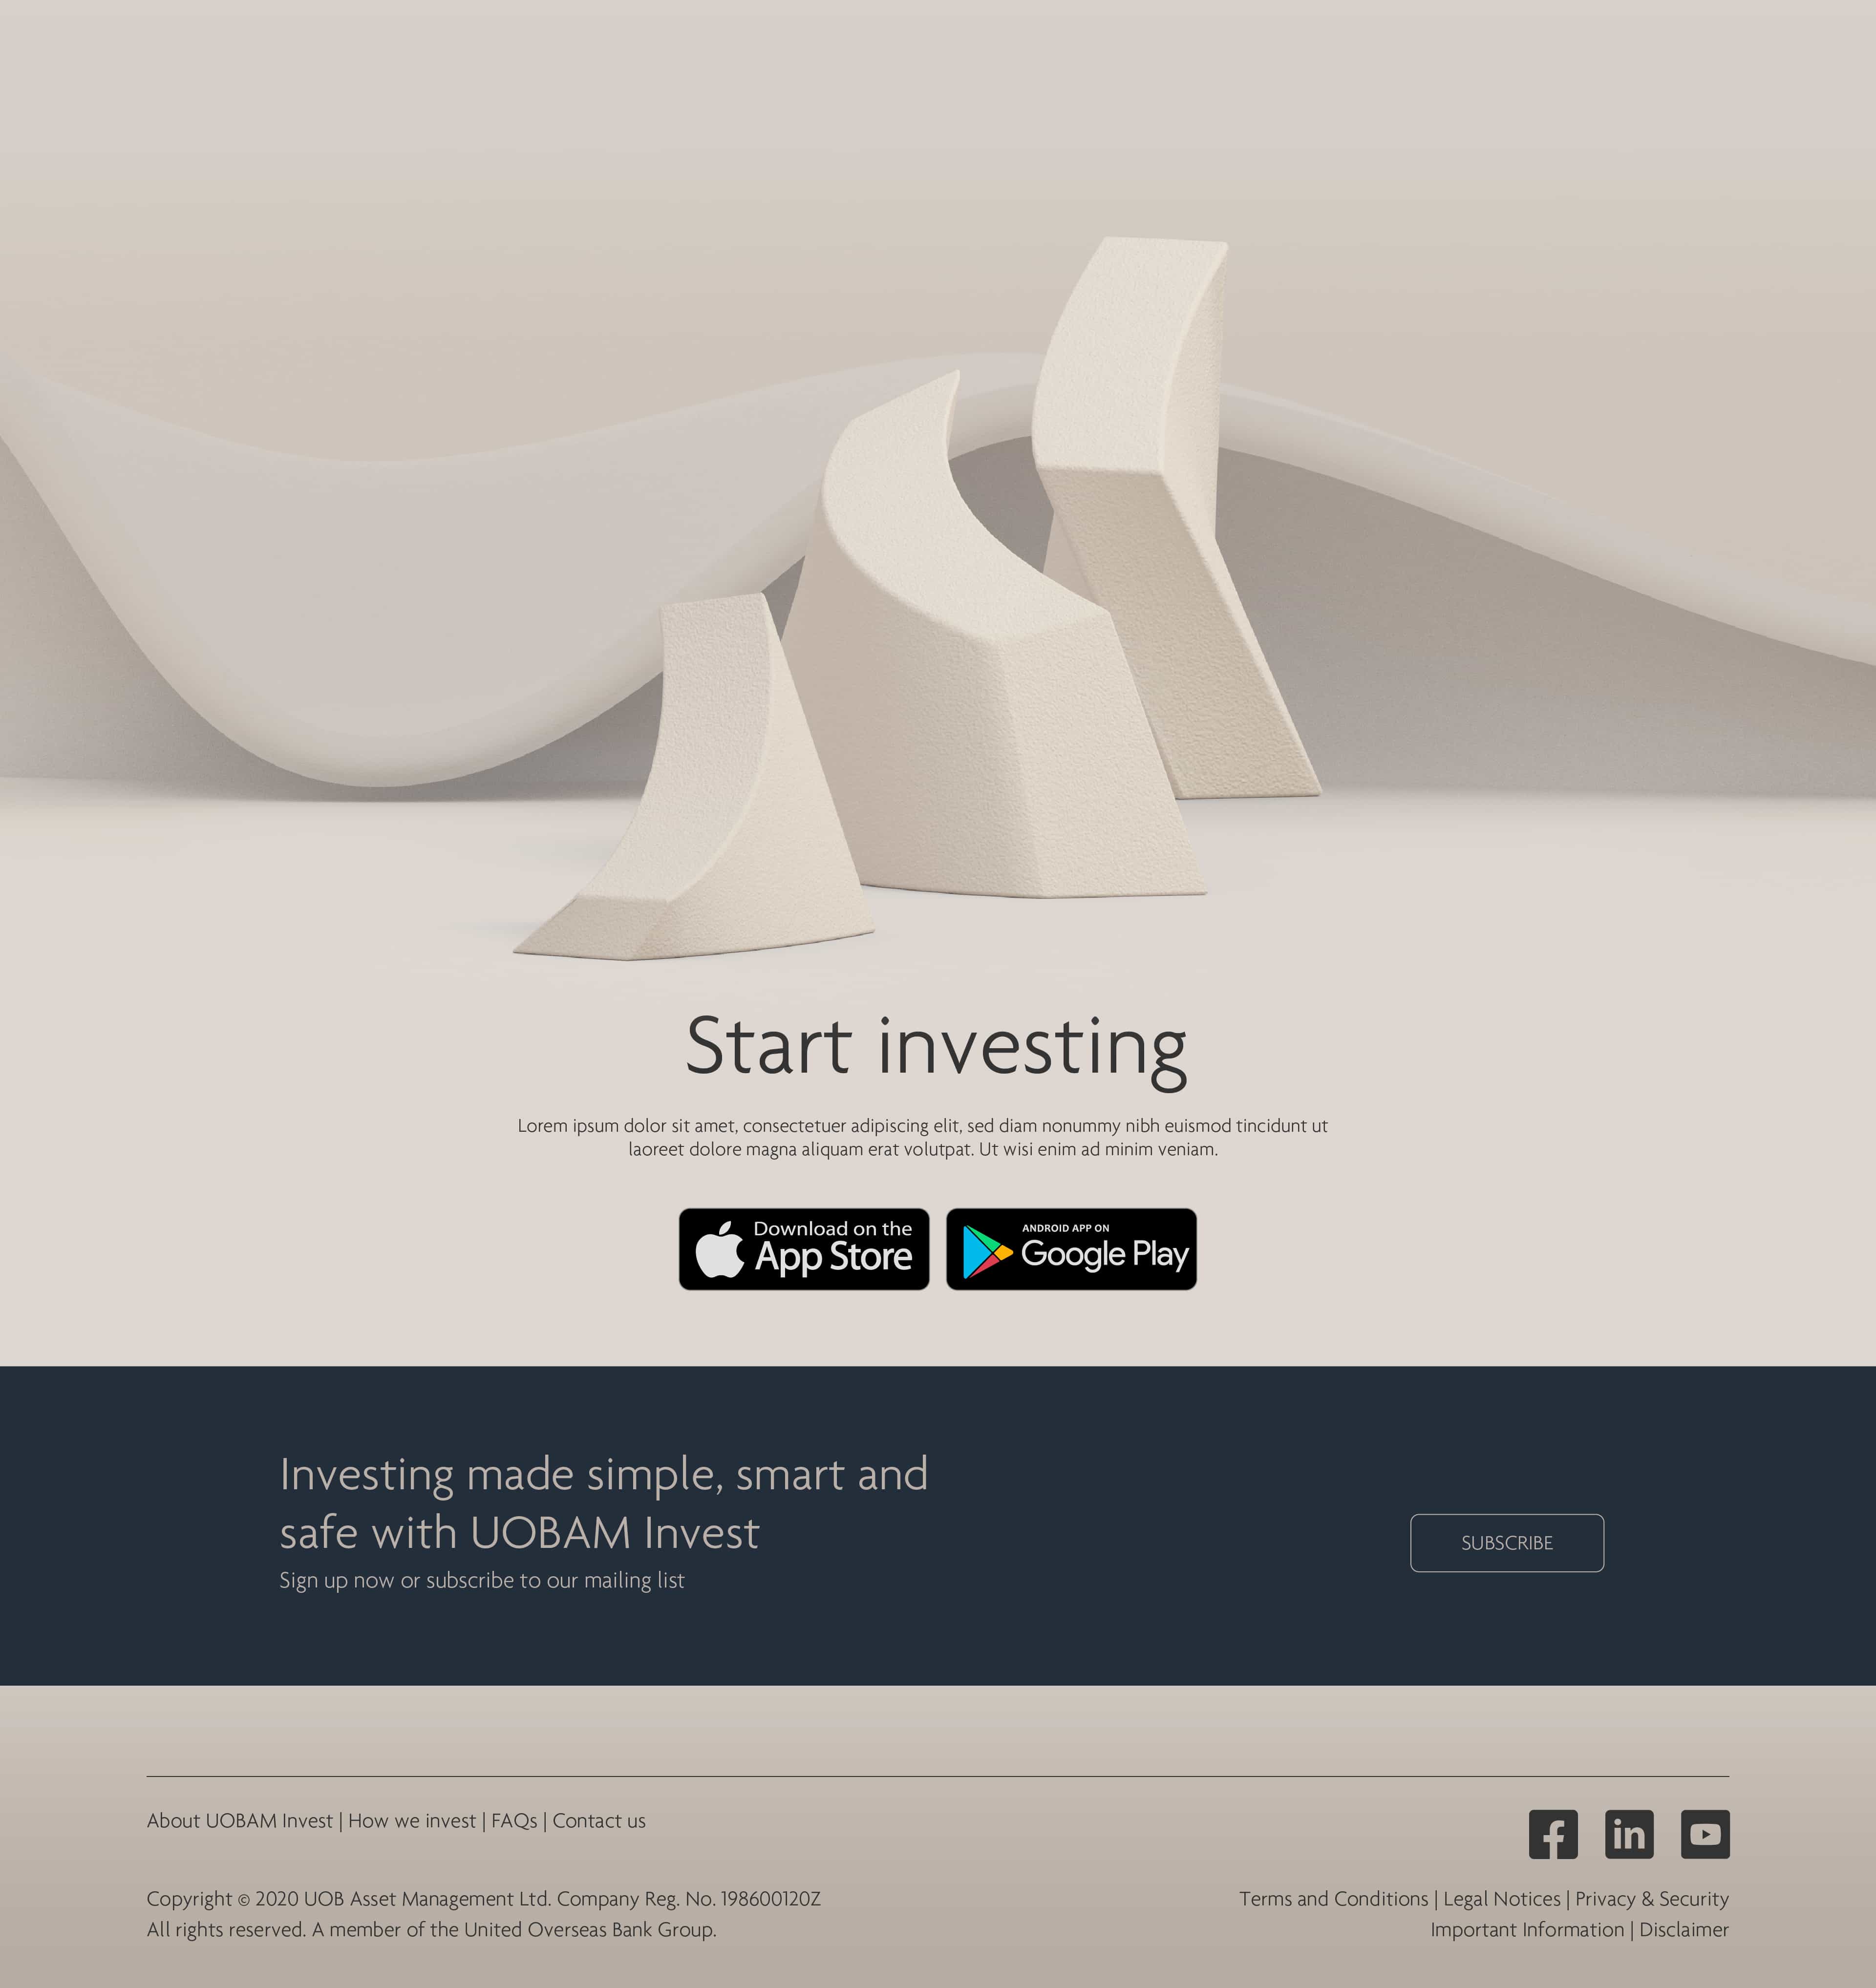 Start investing
Lorem ipsum dolor sit amet, consectetuer adipiscing elit, sed diam nonummy nibh euismod tincidunt ut
laoreet dolore magna aliquam erat volutpat. Ut wisi enim ad minim veniam.
Download on the
App Store
ANDROID APP ON
Google Play
Investing made simple, smart and
safe with UOBAM Invest
Sign up now or subscribe to our mailing list
SUBSCRIBE
About UOBAM Invest | How we invest | FAQs | Contact us
Copyright © 2020 UOB Asset Management Ltd. Company Reg. No. 198600120Z
All rights reserved. A member of the United Overseas Bank Group.
Terms and Conditions | Legal Notices | Privacy & Security
Important Information | Disclaimer